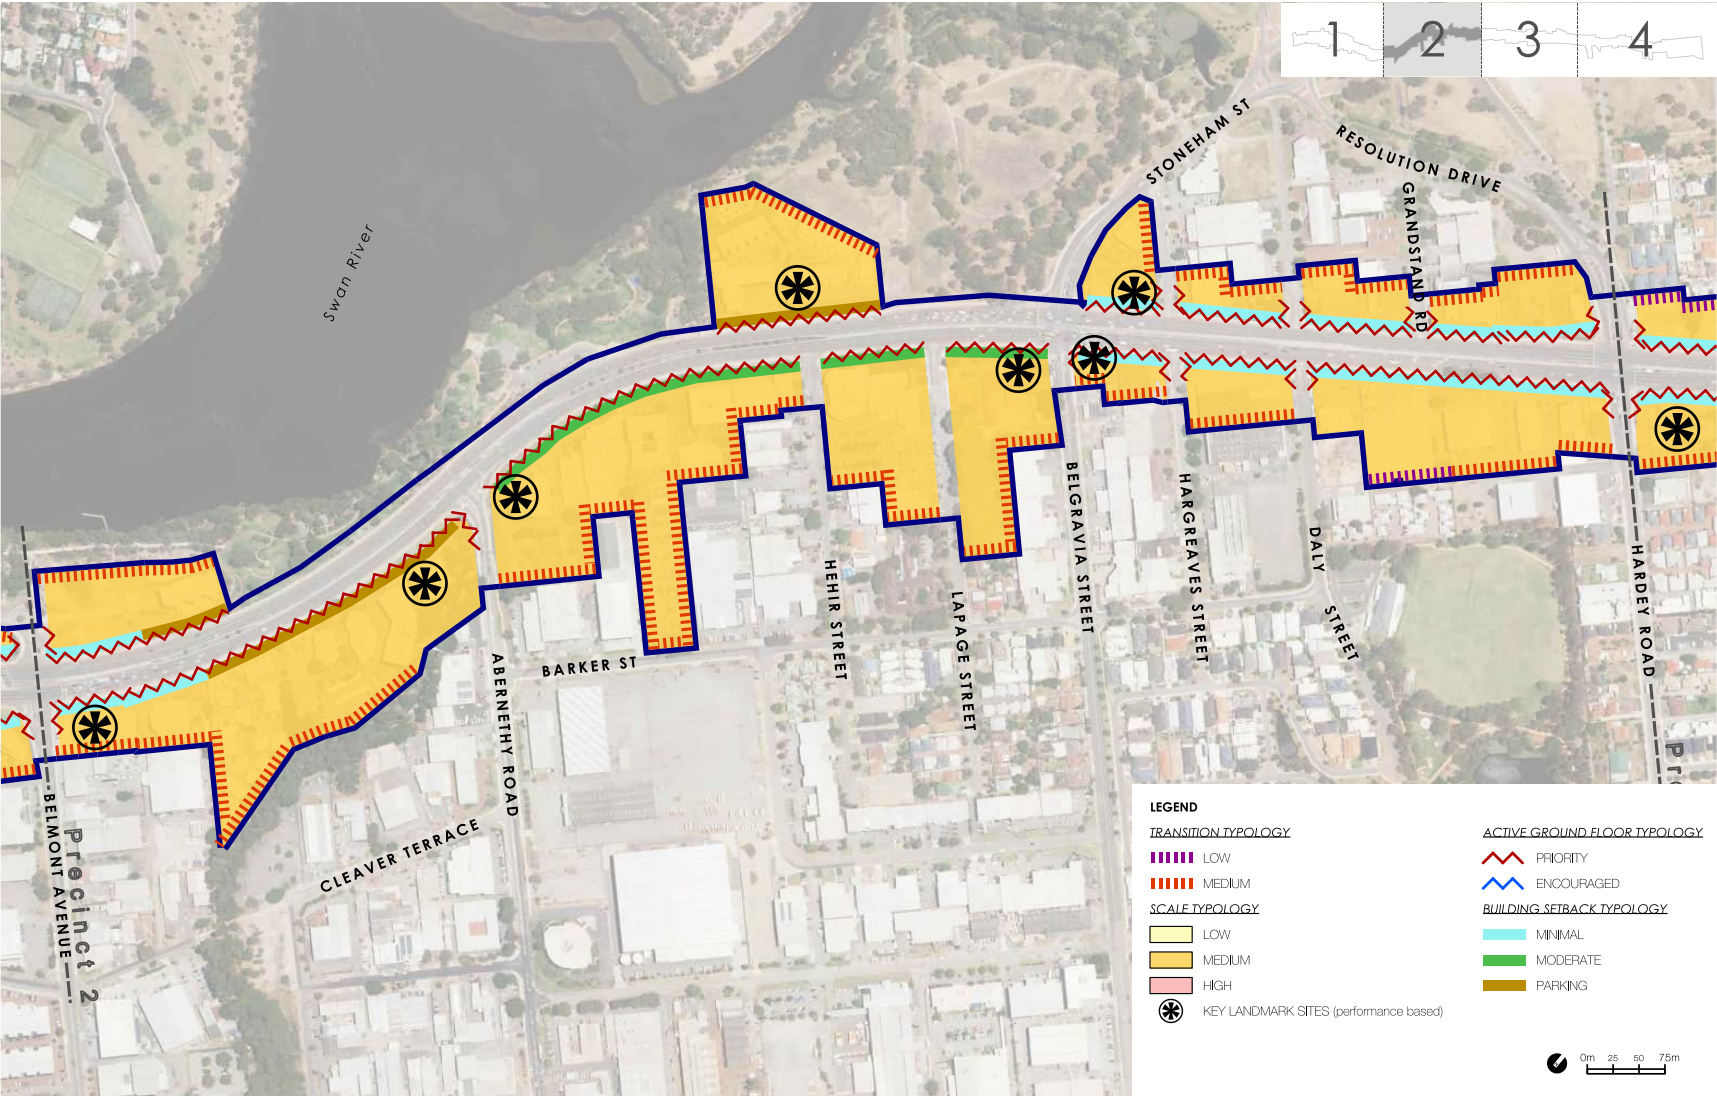 1 2 3 4
STONEHAM ST
RESOLUTION DRIVE
GRANDSTAND RD
Swan River
BELGRAVIA STREET
HARGREAVES STREET
DALY STREET
HARDEY ROAD
HEHIR STREET
LAPAGE STREET
BARKER ST
ABERNETHY ROAD
CLEAVER TERRACE
BELMONT AVENUE
Precinct 2
LEGEND
TRANSITION TYPOLOGY
LOW
MEDIUM
SCALE TYPOLOGY
LOW
MEDIUM
HIGH
KEY LANDMARK SITES (performance based)
ACTIVE GROUND FLOOR TYPOLOGY
PRIORITY
ENCOURAGED
BUILDING SETBACK TYPOLOGY
MINIMAL
MODERATE
PARKING
0m 25 50 75m